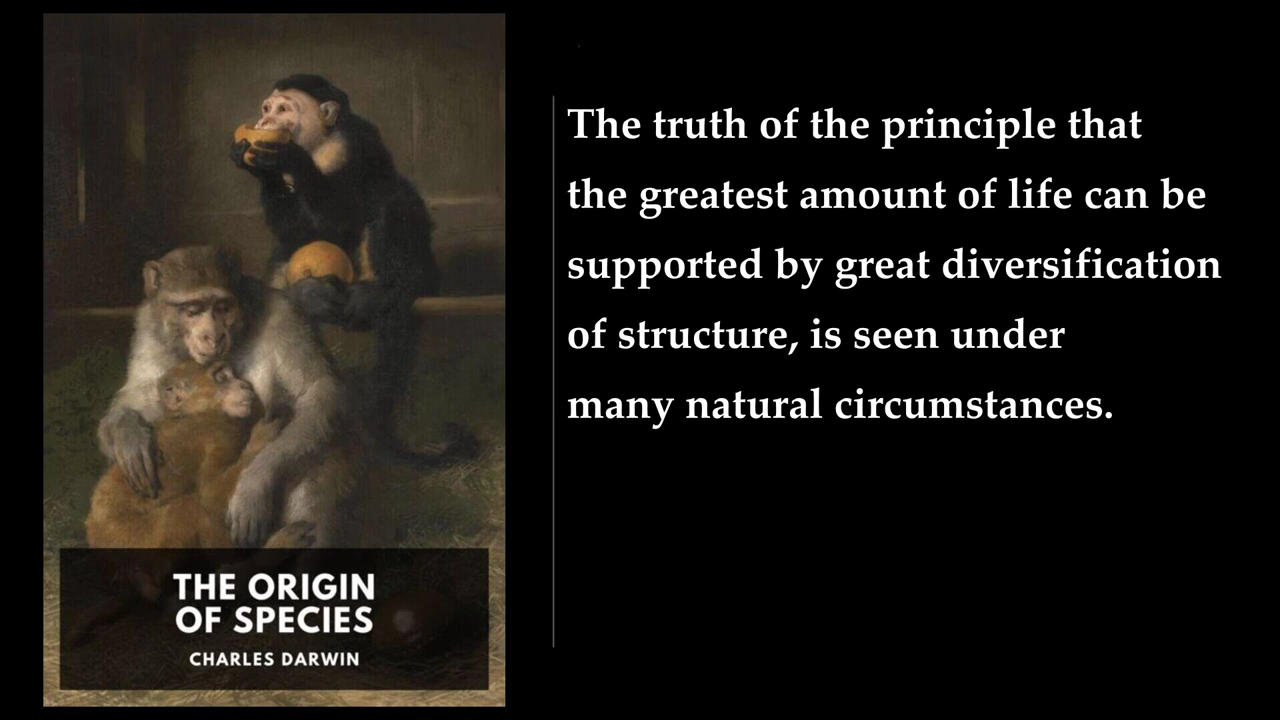 The truth of the principle that
the greatest amount of life can be
supported by great diversification
of structure, is seen under
many natural circumstances.
THE ORIGIN
OF SPECIES
CHARLES DARWIN